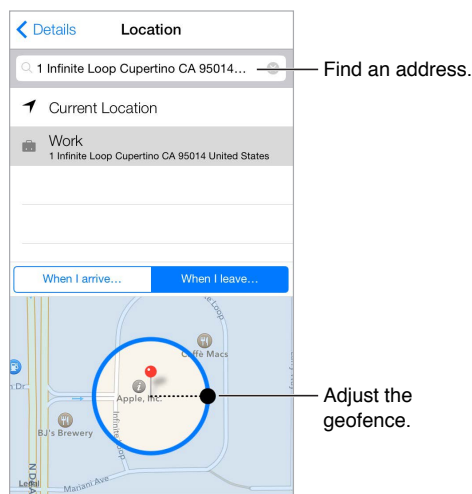 Details
Location
1 Infinite Loop Cupertino CA 95014…
Find an address.
Current Location
Work
1 Infinite Loop Cupertino CA 95014 United States
When I arrive…
When I leave…
Caffè Macs
Apple, Inc.
Infinite Loop
BJ's Brewery
Mariani Ave
Legal
Adjust the
geofence.